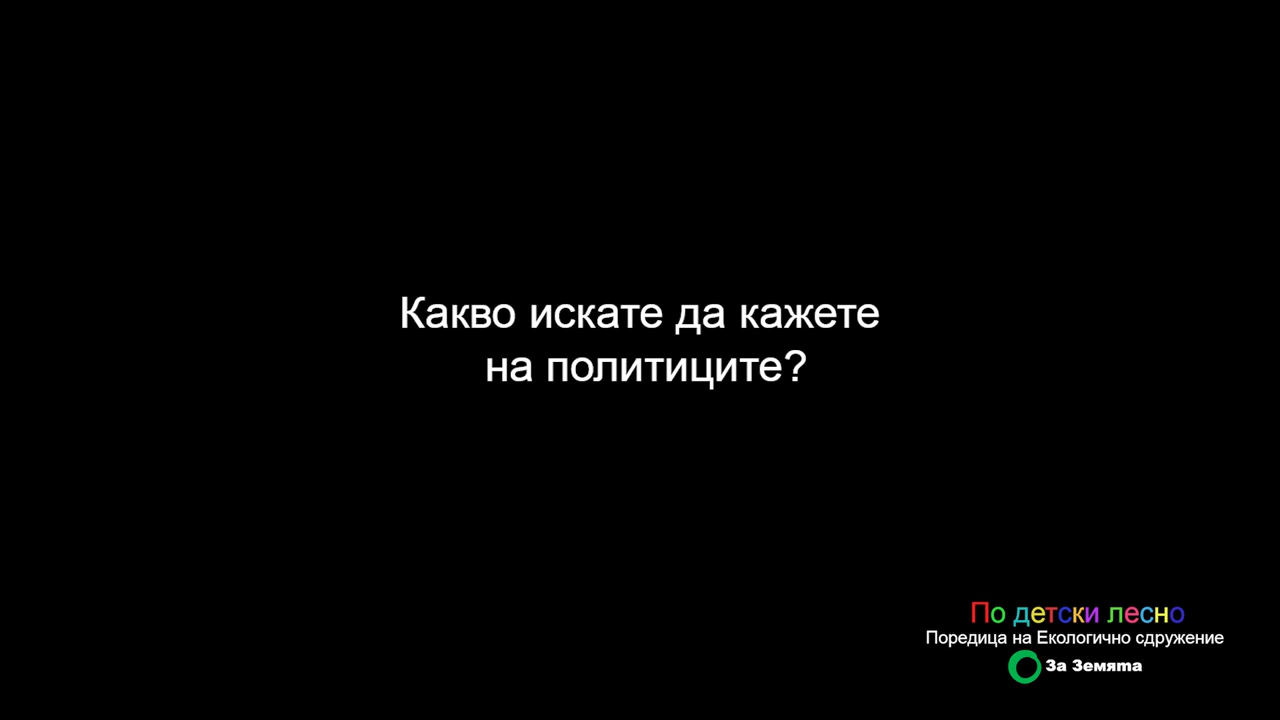 Какво искате да кажете
на политиците?
По детски лесно
Поредица на Екологично сдружение
За Земята